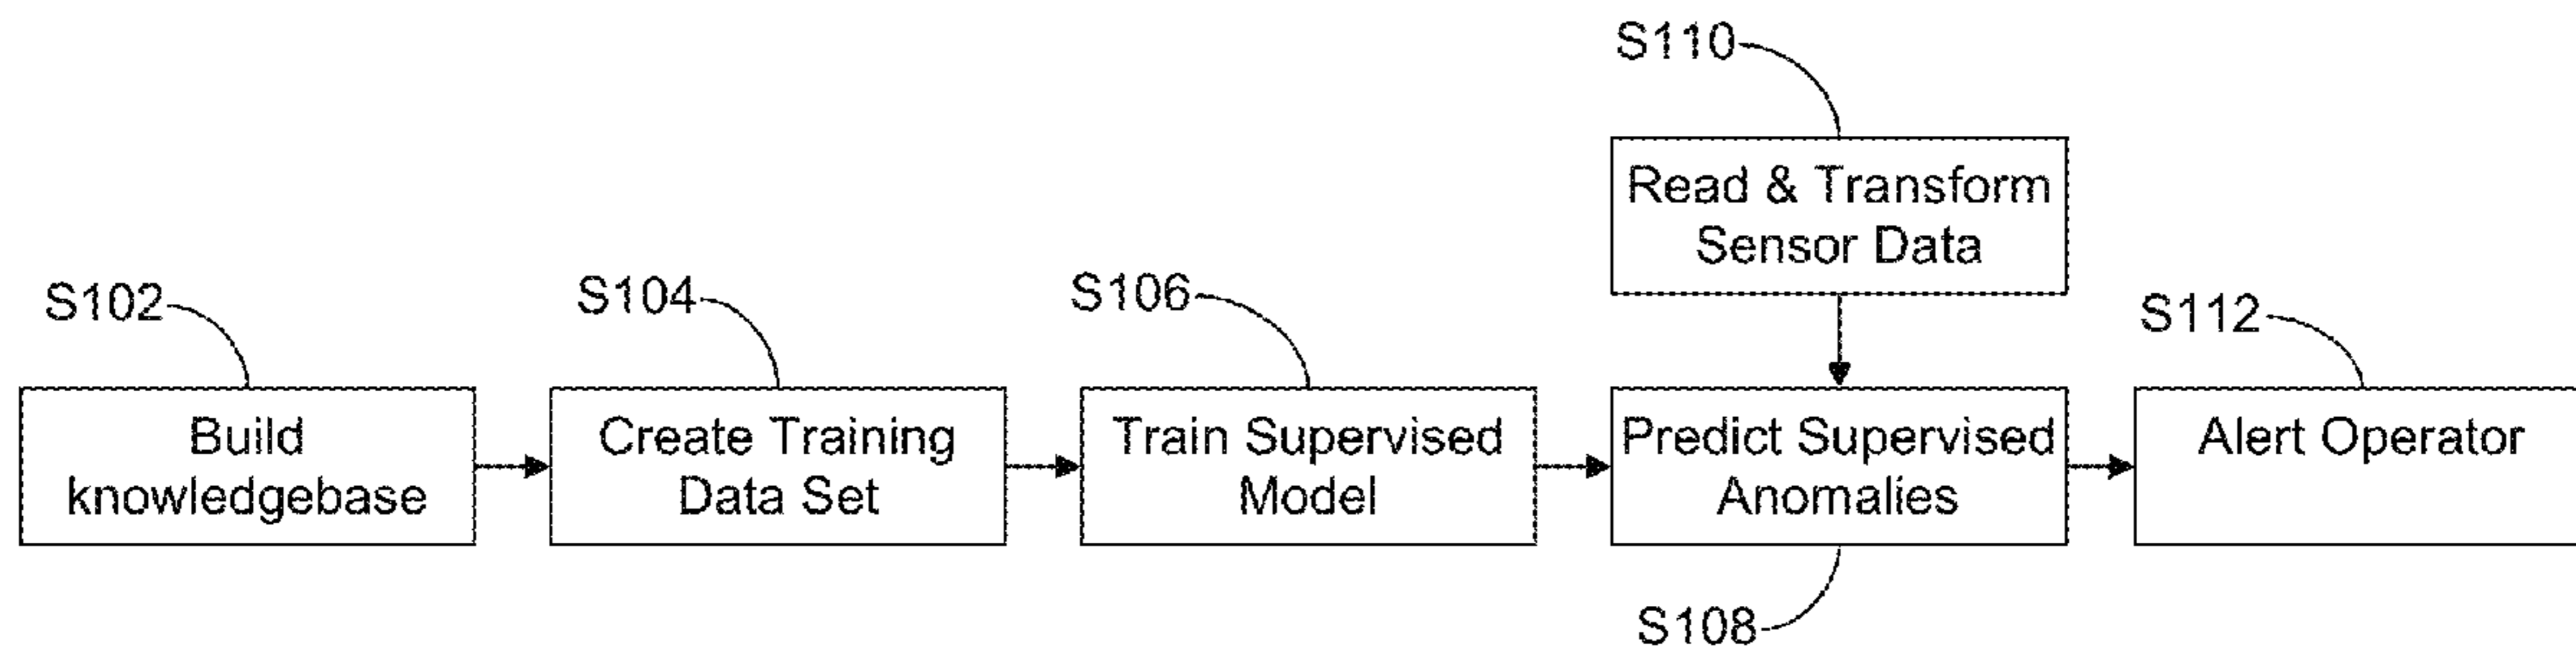 S110
Read & Transform
Sensor Data
S102
S104
S106
S112
Build
knowledgebase
Create Training
Data Set
Train Supervised
Model
Predict Supervised
Anomalies
Alert Operator
S108